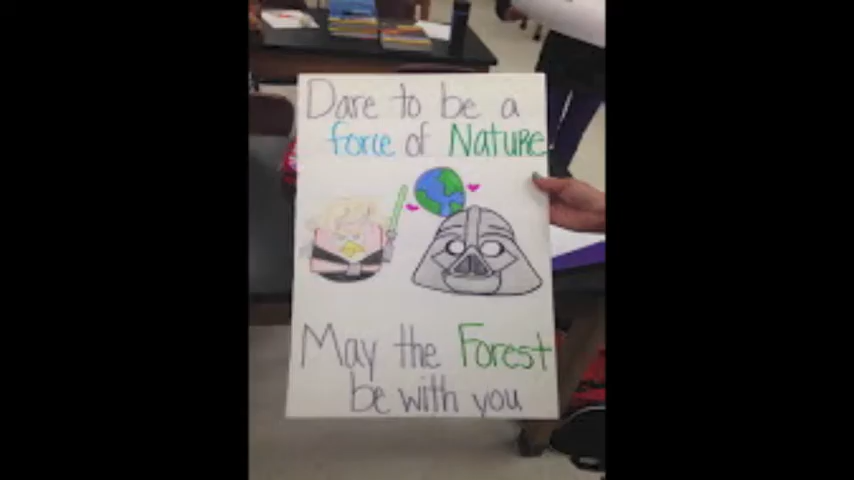 Dare to be a
force of Nature
May the Forest
be with you